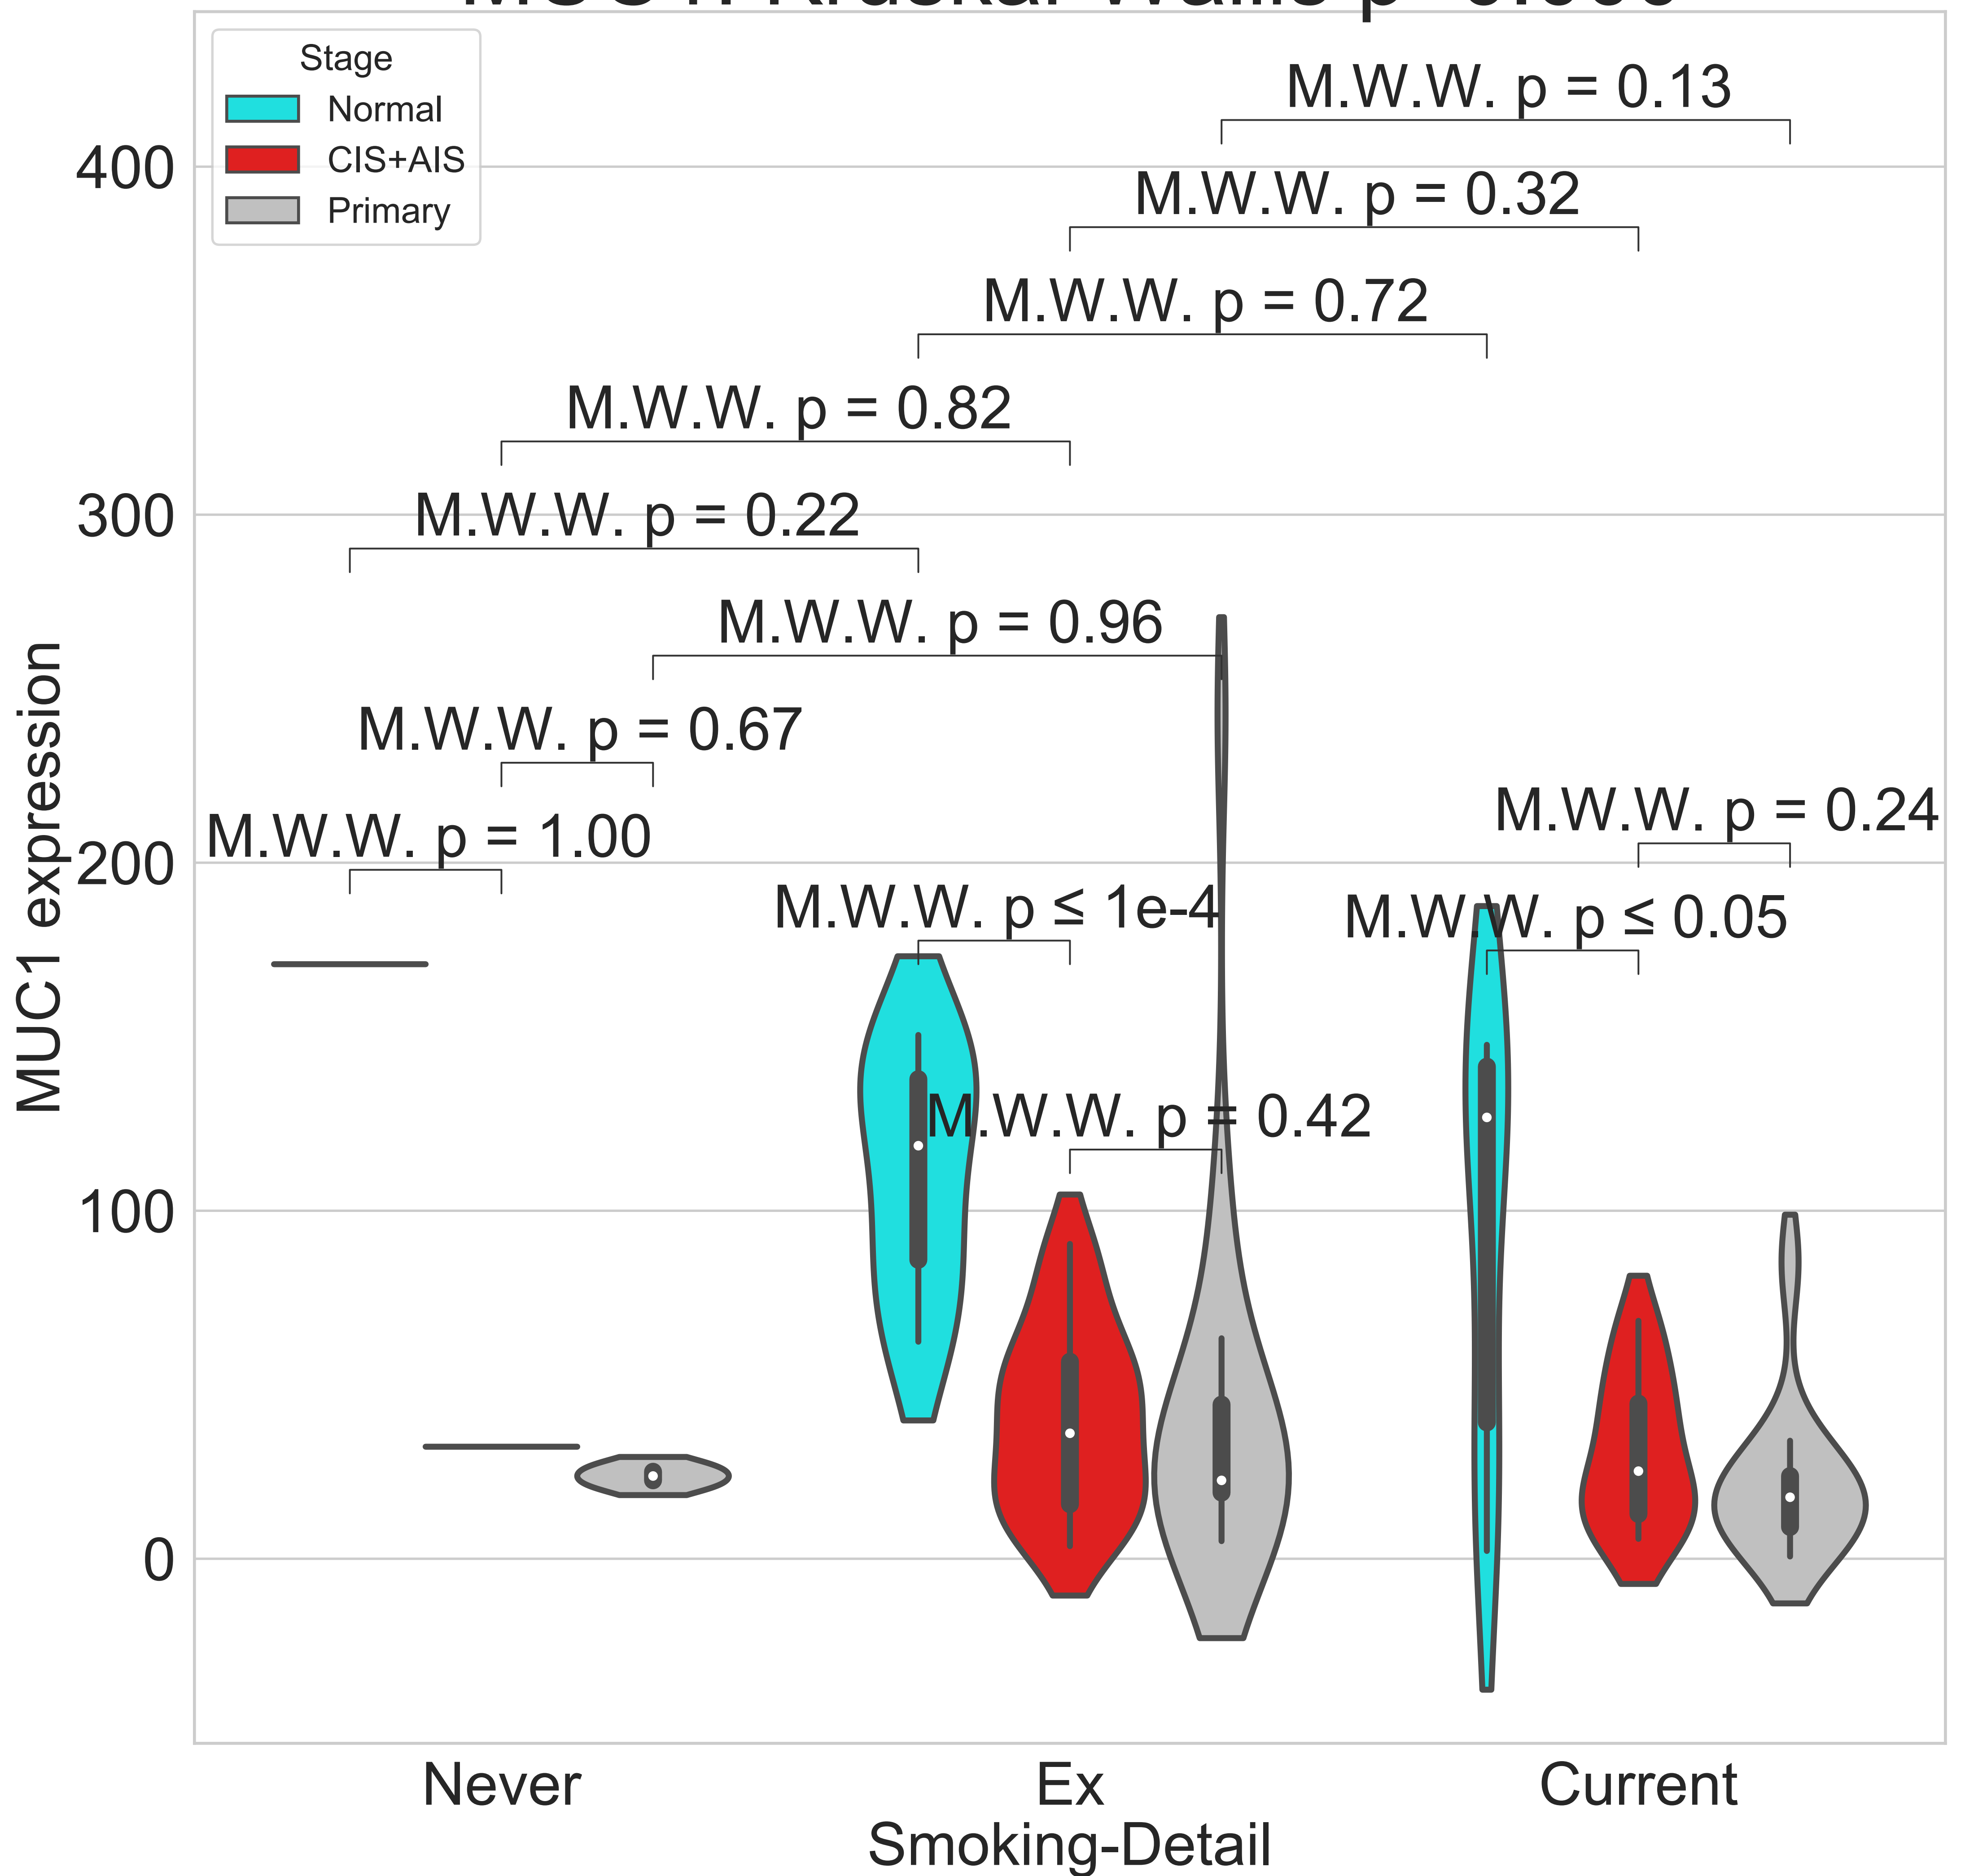 Stage
Normal
CIS+AIS
Primary
M.W.W. p = 0.13
400
M.W.W. p = 0.32
M.W.W. p = 0.72
M.W.W. p = 0.82
300
M.W.W. p = 0.22
M.W.W. p = 0.96
M.W.W. p = 0.67
M.W.W. p = 0.24
M.W.W. p = 1.00
200
M.W.W. p ≤ 1e-4
M.W.W. p ≤ 0.05
M.W.W. p = 0.42
100
0
MUC1 expression
Never
Ex
Current
Smoking-Detail